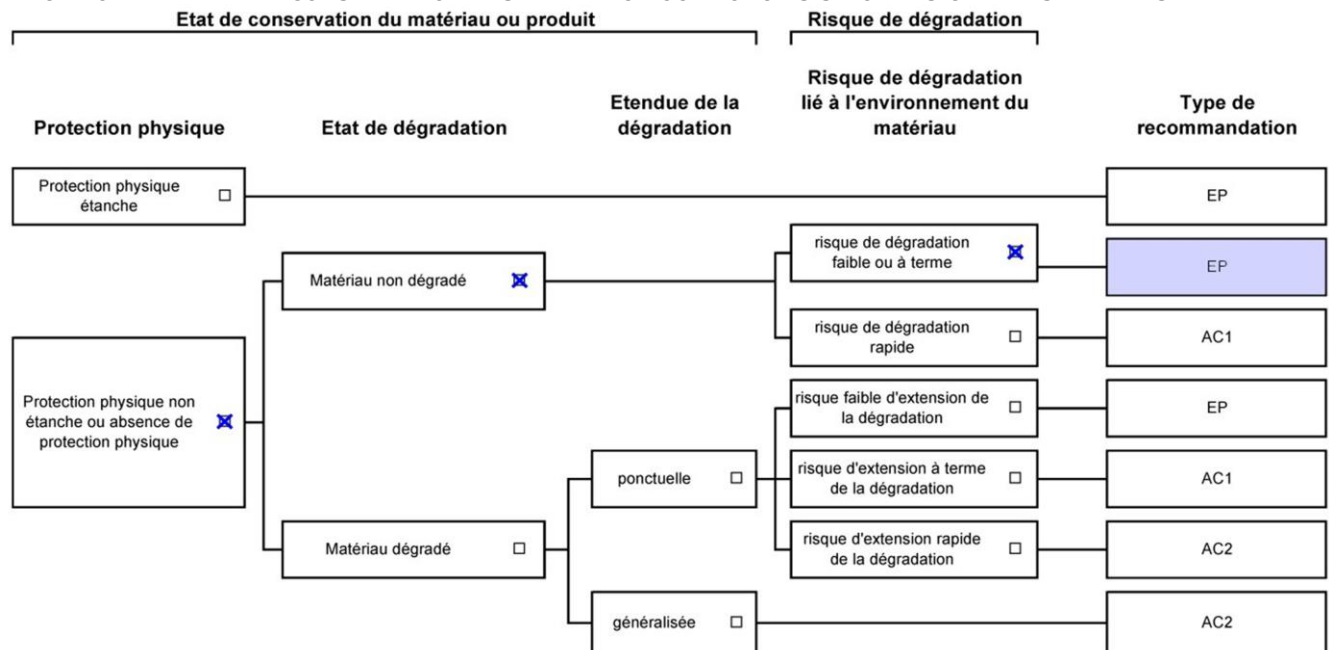 Etat de conservation du matériau ou produit
Risque de dégradation
Protection physique
Etat de dégradation
Etendue de la
dégradation
Risque de dégradation
lié à l'environnement du
matériau
Type de
recommandation
Protection physique
étanche
EP
risque de dégradation
faible ou à terme
EP
Matériau non dégradé
risque de dégradation
rapide
AC1
Protection physique non
étanche ou absence de
protection physique
risque faible d'extension de
la dégradation
EP
ponctuelle
risque d'extension à terme
de la dégradation
AC1
Matériau dégradé
risque d'extension rapide
de la dégradation
AC2
généralisée
AC2